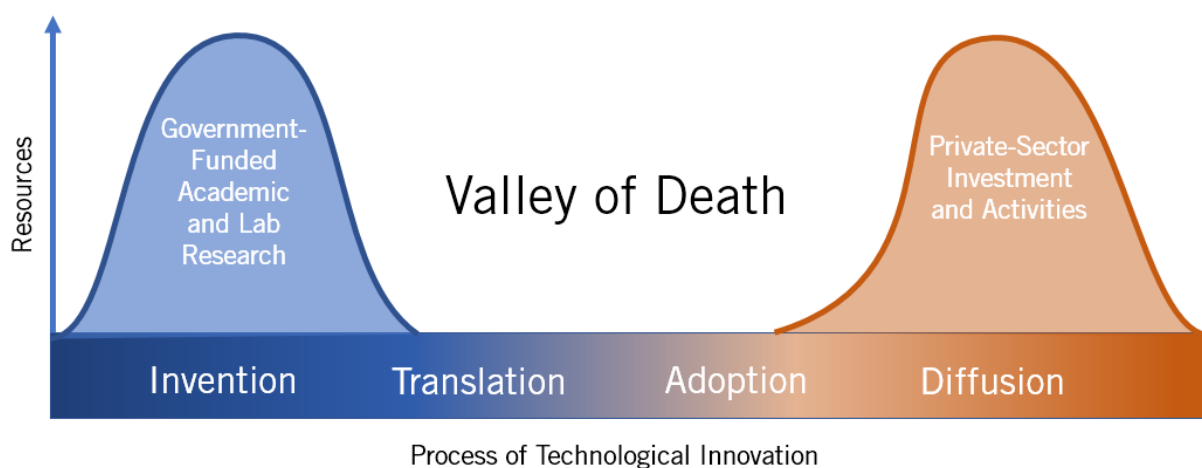 Resources
Government-
Funded
Academic
and Lab
Research
Valley of Death
Private-Sector
Investment
and Activities
Invention
Translation
Adoption
Diffusion
Process of Technological Innovation